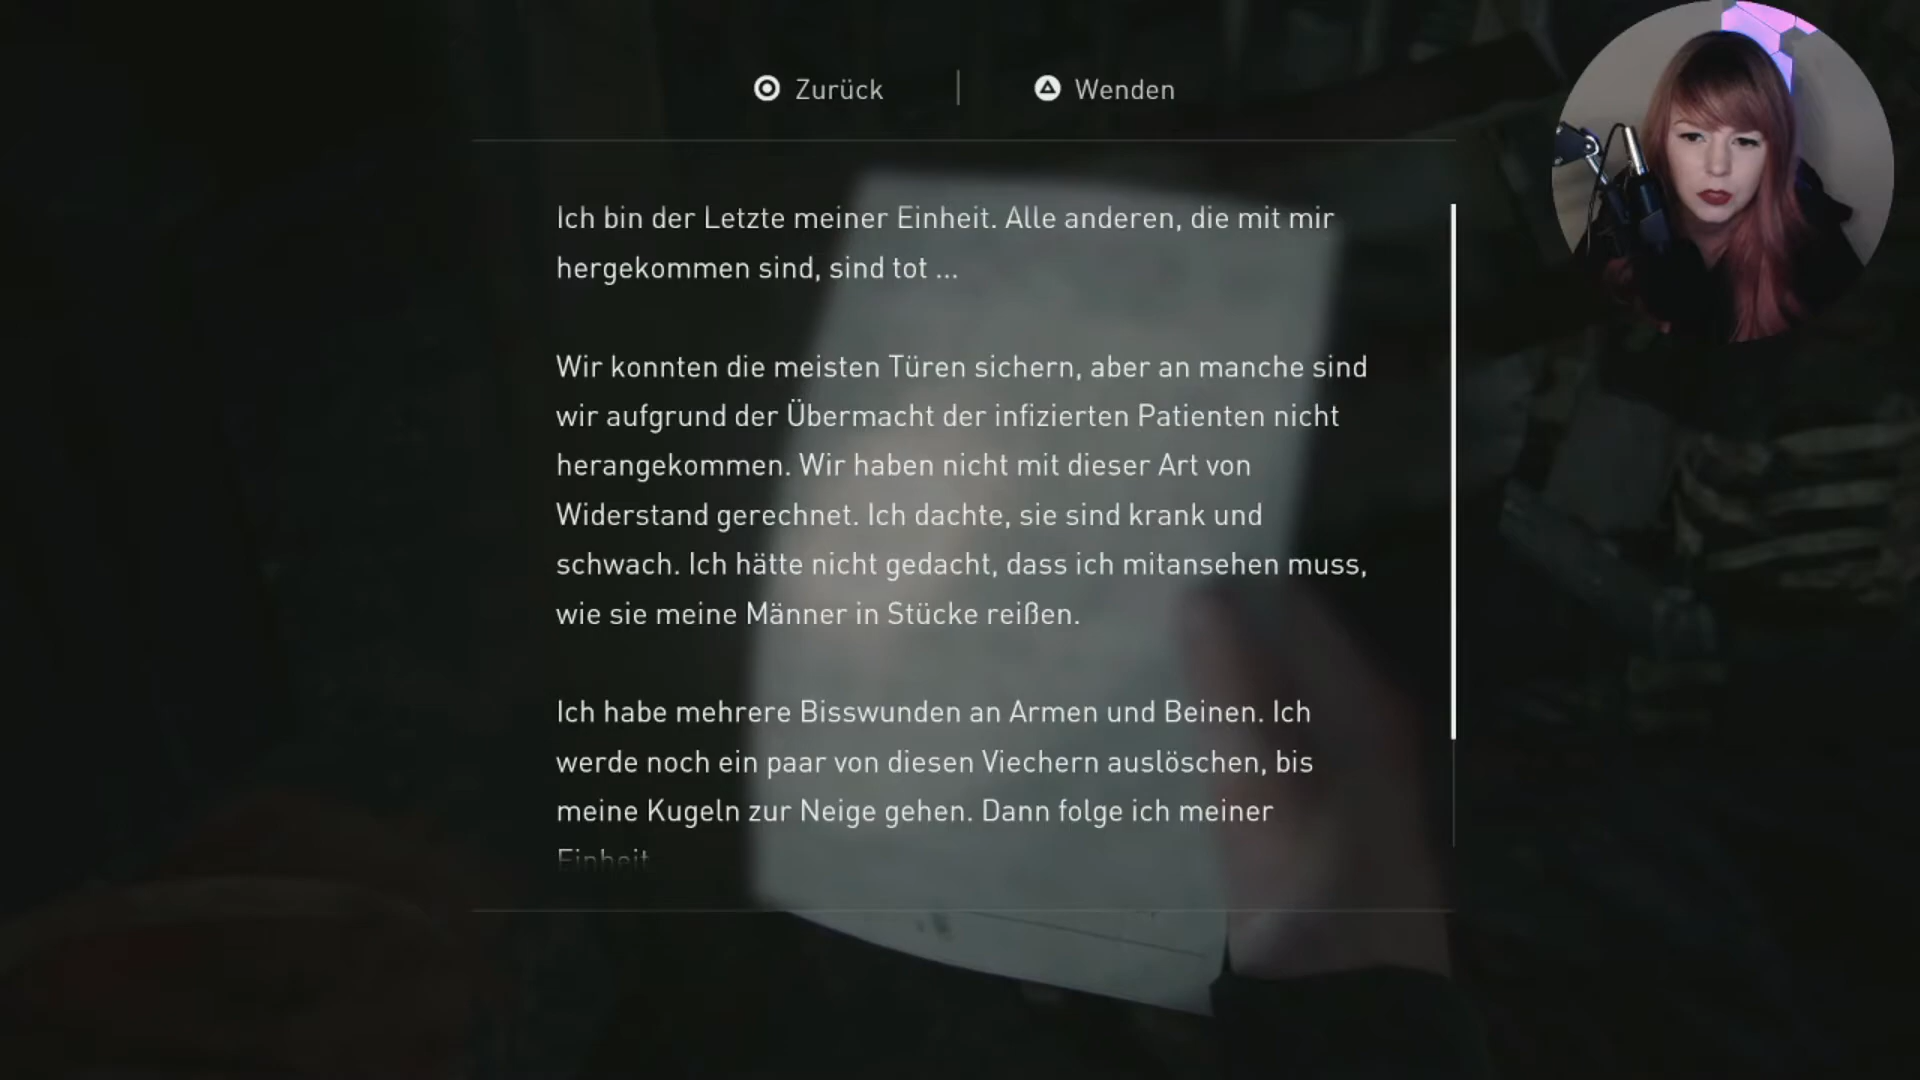 Zurück
Wenden
Ich bin der Letzte meiner Einheit. Alle anderen, die mit mir
hergekommen sind, sind tot ...
Wir konnten die meisten Türen sichern, aber an manche sind
wir aufgrund der Übermacht der infizierten Patienten nicht
herangekommen. Wir haben nicht mit dieser Art von
Widerstand gerechnet. Ich dachte, sie sind krank und
schwach. Ich hätte nicht gedacht, dass ich mitansehen muss,
wie sie meine Männer in Stücke reißen.
Ich habe mehrere Bisswunden an Armen und Beinen. Ich
werde noch ein paar von diesen Viechern auslöschen, bis
meine Kugeln zur Neige gehen. Dann folge ich meiner
Einheit